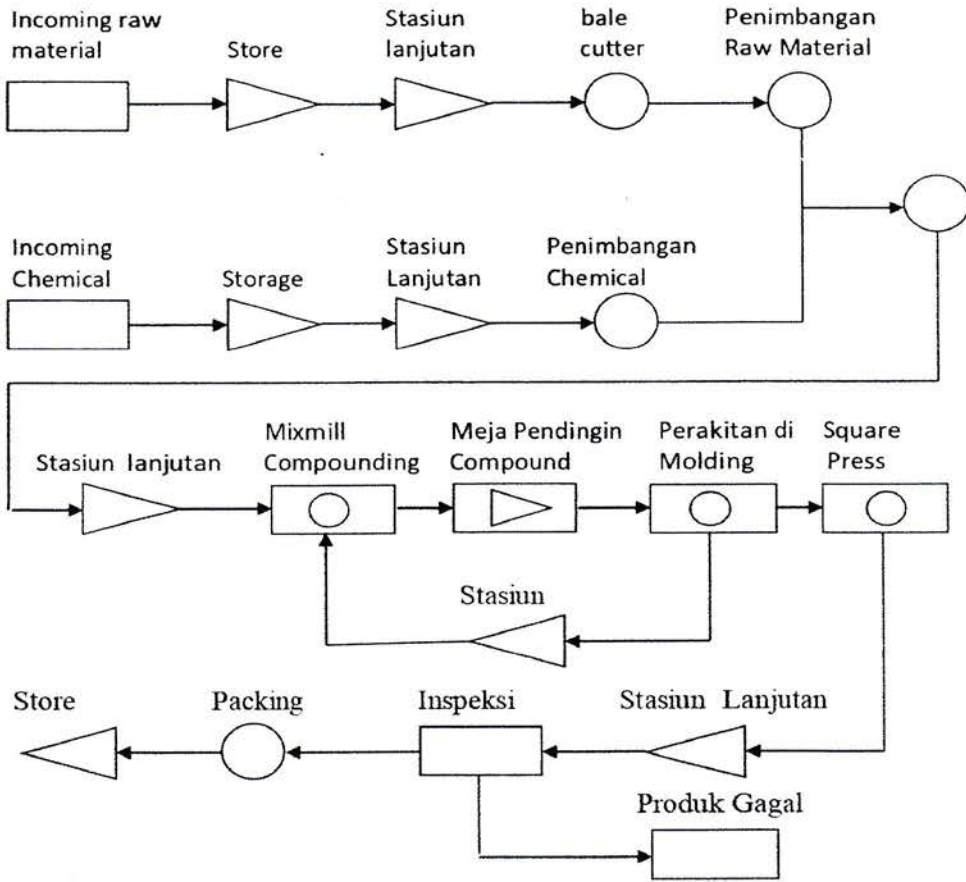 Incoming raw
material
Store
Stasiun
lanjutan
bale
cutter
Penimbangan
Raw Material
Incoming
Chemical
Storage
Stasiun
Lanjutan
Penimbangan
Chemical
Stasiun lanjutan
Mixmill
Compounding
Meja Pendingin
Compound
Perakitan di
Molding
Square
Press
Stasiun
Store
Packing
Inspeksi
Stasiun Lanjutan
Produk Gagal